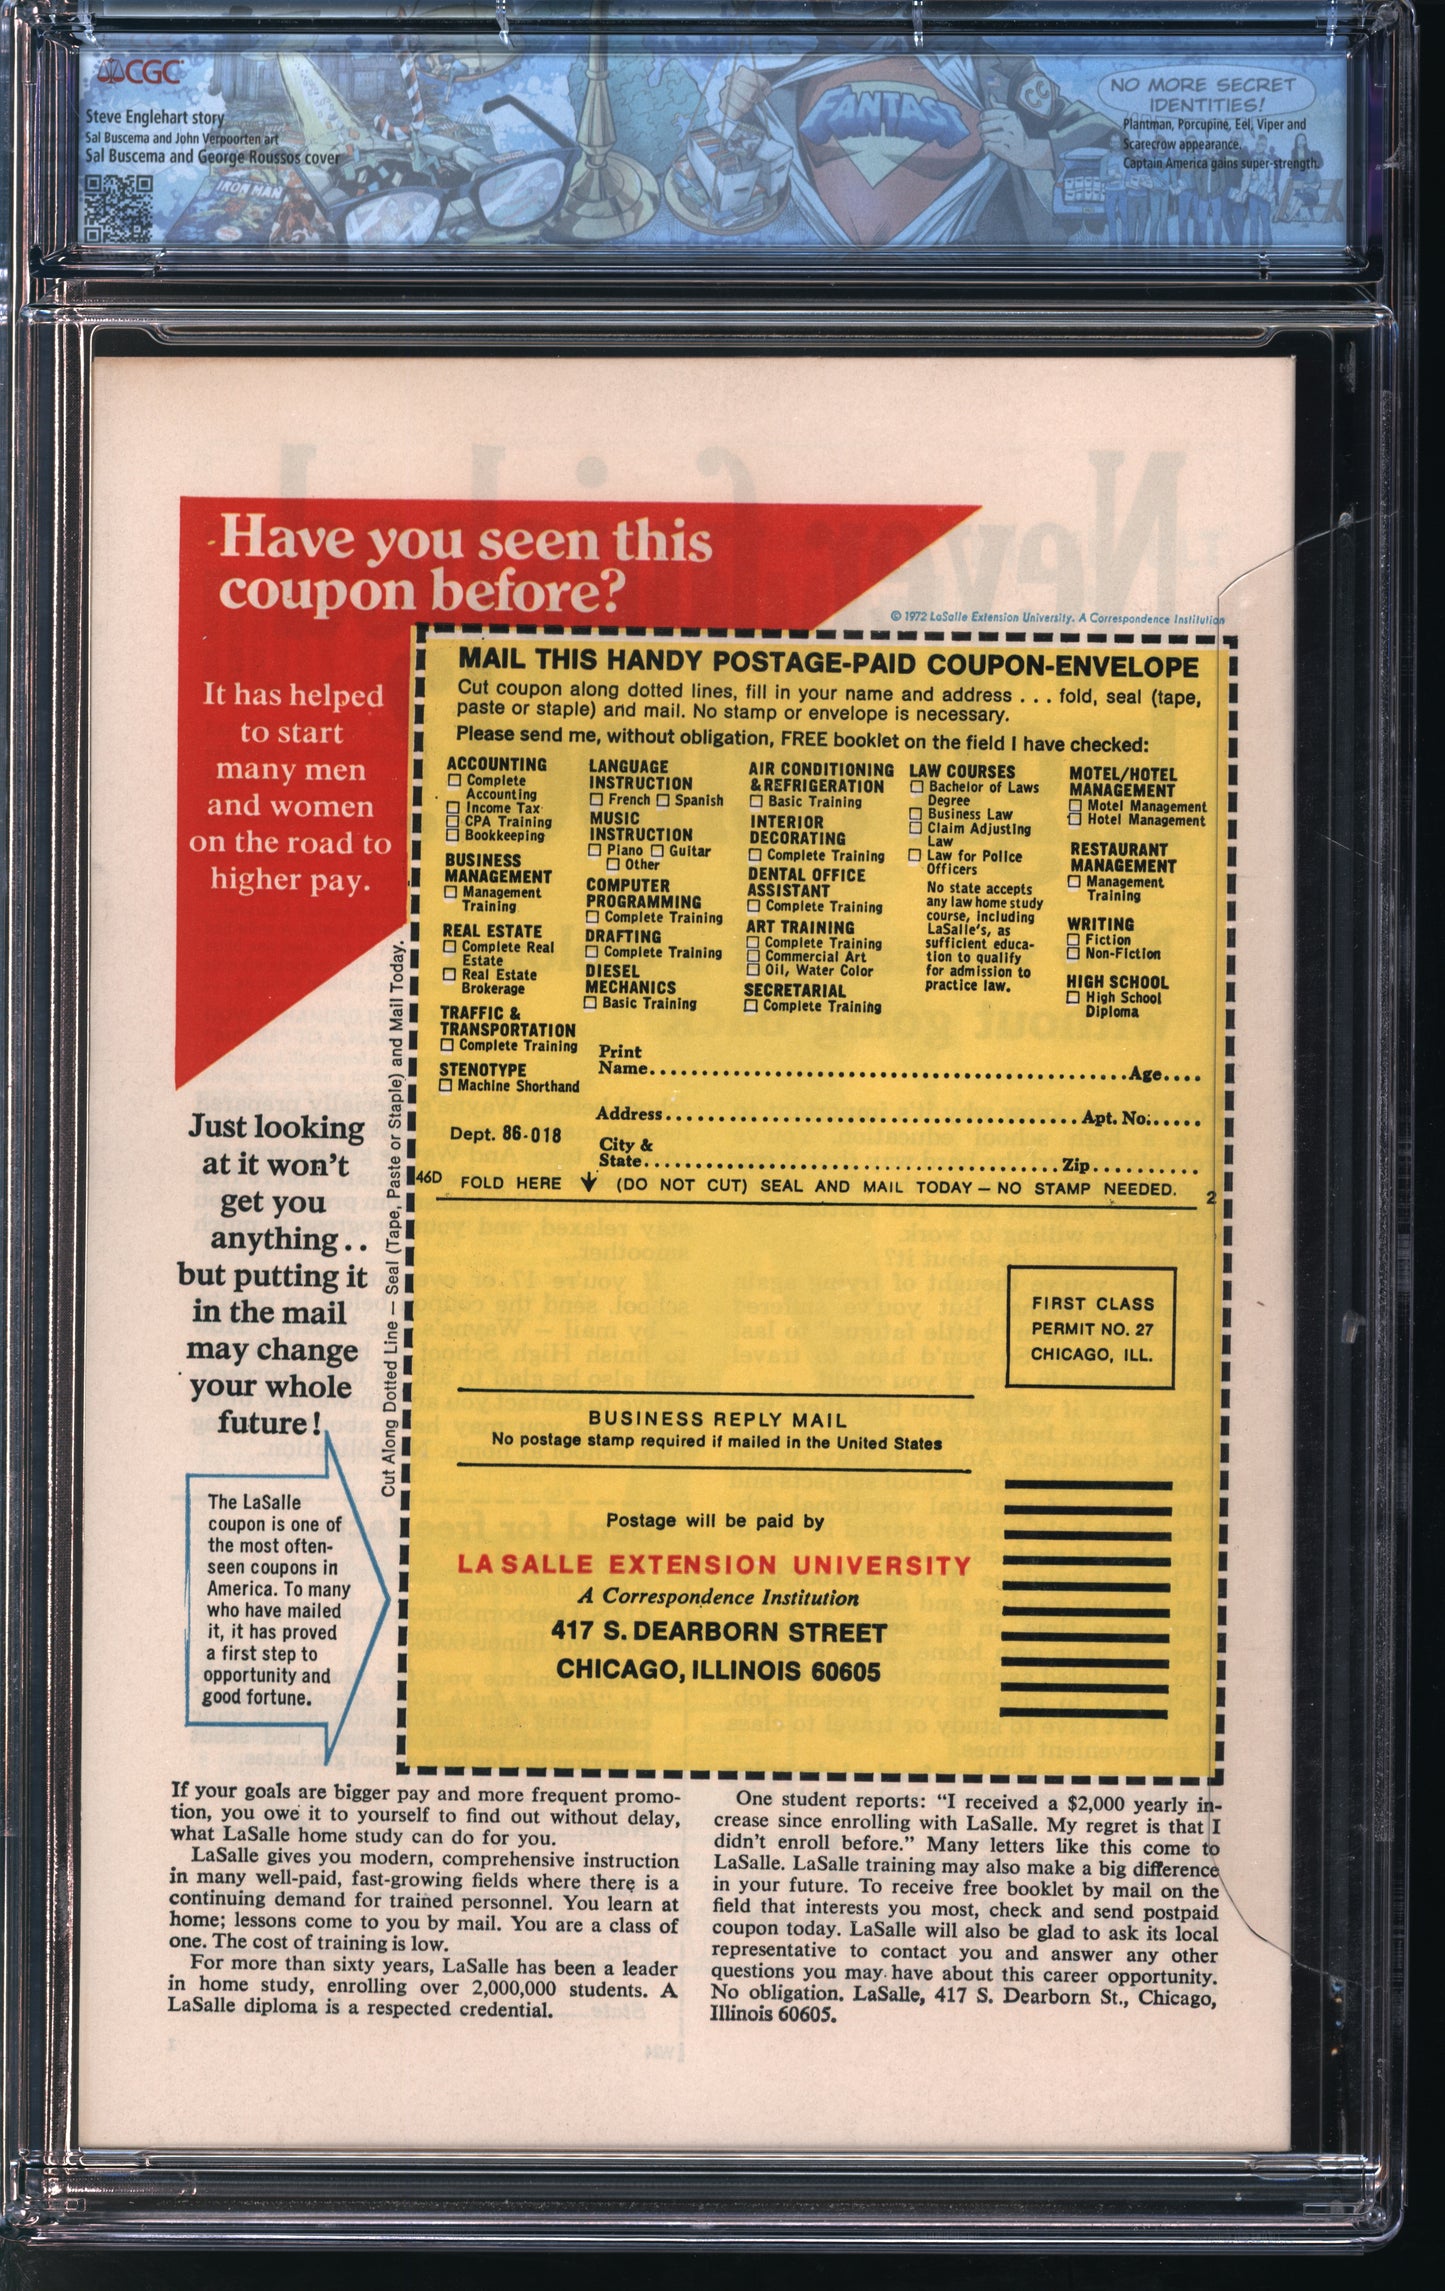 CGC
Steve Englehart story
Sal Buscema and John Verpoorten art
Sal Buscema and George Roussos cover
IRON MAN
FANTAST
CC
NO MORE SECRET
IDENTITIES!
Plantman, Porcupine, Eel, Viper and
Scarecrow appearance.
Captain America gains super-strength.
Have you seen this
coupon before?
It has helped
to start
many men
and women
on the road to
higher pay.
© 1972 LaSalle Extension University. A Correspondence Institution
MAIL THIS HANDY POSTAGE-PAID COUPON-ENVELOPE
Cut coupon along dotted lines, fill in your name and address . . . fold, seal (tape,
paste or staple) and mail. No stamp or envelope is necessary.
Please send me, without obligation, FREE booklet on the field I have checked:
ACCOUNTING
Complete
Accounting
Income Tax
CPA Training
Bookkeeping
BUSINESS
MANAGEMENT
Management
Training
REAL ESTATE
Complete Real
Estate
Real Estate
Brokerage
TRAFFIC &
TRANSPORTATION
Complete Training
STENOTYPE
Machine Shorthand
LANGUAGE
INSTRUCTION
French Spanish
MUSIC
INSTRUCTION
Piano Guitar
Other
COMPUTER
PROGRAMMING
Complete Training
DRAFTING
Complete Training
DIESEL
MECHANICS
Basic Training
AIR CONDITIONING
& REFRIGERATION
Basic Training
INTERIOR
DECORATING
Complete Training
DENTAL OFFICE
ASSISTANT
Complete Training
ART TRAINING
Complete Training
Commercial Art
Oil, Water Color
SECRETARIAL
Complete Training
LAW COURSES
Bachelor of Laws
Degree
Business Law
Claim Adjusting
Law
Law for Police
Officers
No state accepts
any law home study
course, including
LaSalle's, as
sufficient educa-
tion to qualify
for admission to
practice law.
MOTEL/HOTEL
MANAGEMENT
Motel Management
Hotel Management
RESTAURANT
MANAGEMENT
Management
Training
WRITING
Fiction
Non-Fiction
HIGH SCHOOL
High School
Diploma
Print
Name.......Age....
Address.......Apt. No......
Dept. 86-018
City &
State.......Zip..........
46D FOLD HERE ↓ (DO NOT CUT) SEAL AND MAIL TODAY – NO STAMP NEEDED. 2
Cut Along Dotted Line — Seal (Tape, Paste or Staple) and Mail Today.
Just looking
at it won't
get you
anything . .
but putting it
in the mail
may change
your whole
future!
FIRST CLASS
PERMIT NO. 27
CHICAGO, ILL.
BUSINESS REPLY MAIL
No postage stamp required if mailed in the United States
Postage will be paid by
LA SALLE EXTENSION UNIVERSITY
A Correspondence Institution
417 S. DEARBORN STREET
CHICAGO, ILLINOIS 60605
The LaSalle
coupon is one of
the most often-
seen coupons in
America. To many
who have mailed
it, it has proved
a first step to
opportunity and
good fortune.
If your goals are bigger pay and more frequent promo-
tion, you owe it to yourself to find out without delay,
what LaSalle home study can do for you.
LaSalle gives you modern, comprehensive instruction
in many well-paid, fast-growing fields where there is a
continuing demand for trained personnel. You learn at
home; lessons come to you by mail. You are a class of
one. The cost of training is low.
For more than sixty years, LaSalle has been a leader
in home study, enrolling over 2,000,000 students. A
LaSalle diploma is a respected credential.
One student reports: "I received a $2,000 yearly in-
crease since enrolling with LaSalle. My regret is that I
didn't enroll before." Many letters like this come to
LaSalle. LaSalle training may also make a big difference
in your future. To receive free booklet by mail on the
field that interests you most, check and send postpaid
coupon today. LaSalle will also be glad to ask its local
representative to contact you and answer any other
questions you may have about this career opportunity.
No obligation. LaSalle, 417 S. Dearborn St., Chicago,
Illinois 60605.